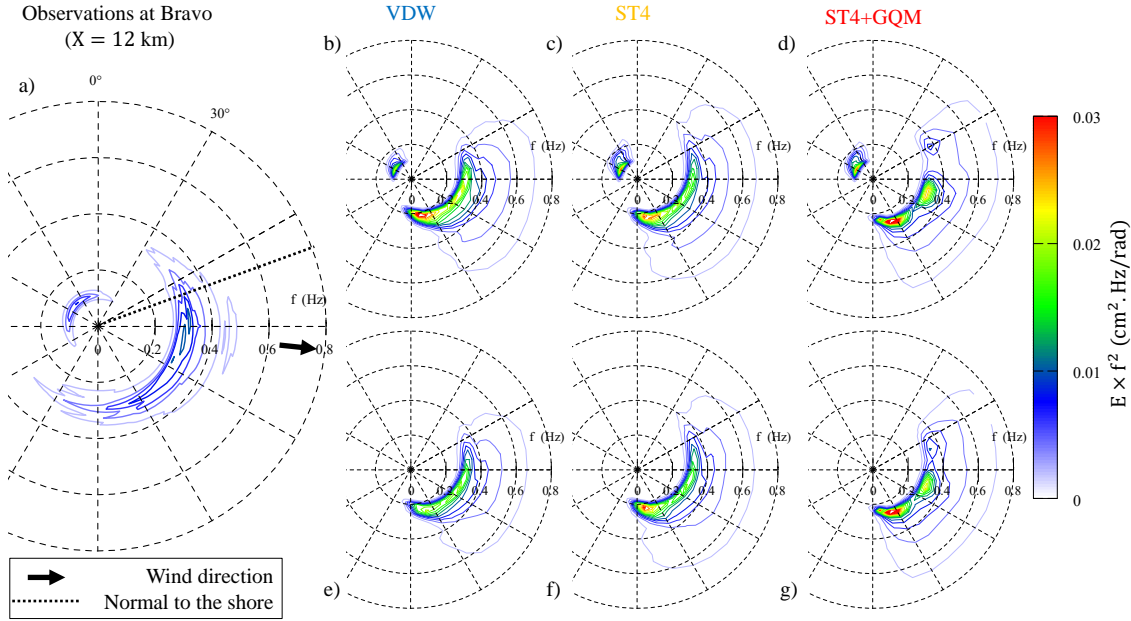 Observations at Bravo
(X = 12 km)
VDW
ST4
ST4+GQM
a)
0°
30°
f (Hz)
0 0.2 0.4 0.6 0.8
b)
f (Hz)
0 0.2 0.4 0.6 0.8
c)
f (Hz)
0 0.2 0.4 0.6 0.8
d)
f (Hz)
0 0.2 0.4 0.6 0.8
e)
f (Hz)
0 0.2 0.4 0.6 0.8
f)
f (Hz)
0 0.2 0.4 0.6 0.8
g)
f (Hz)
0 0.2 0.4 0.6 0.8
0.03
0.02
0.01
0
E × f² (cm². Hz/rad)
Wind direction
Normal to the shore